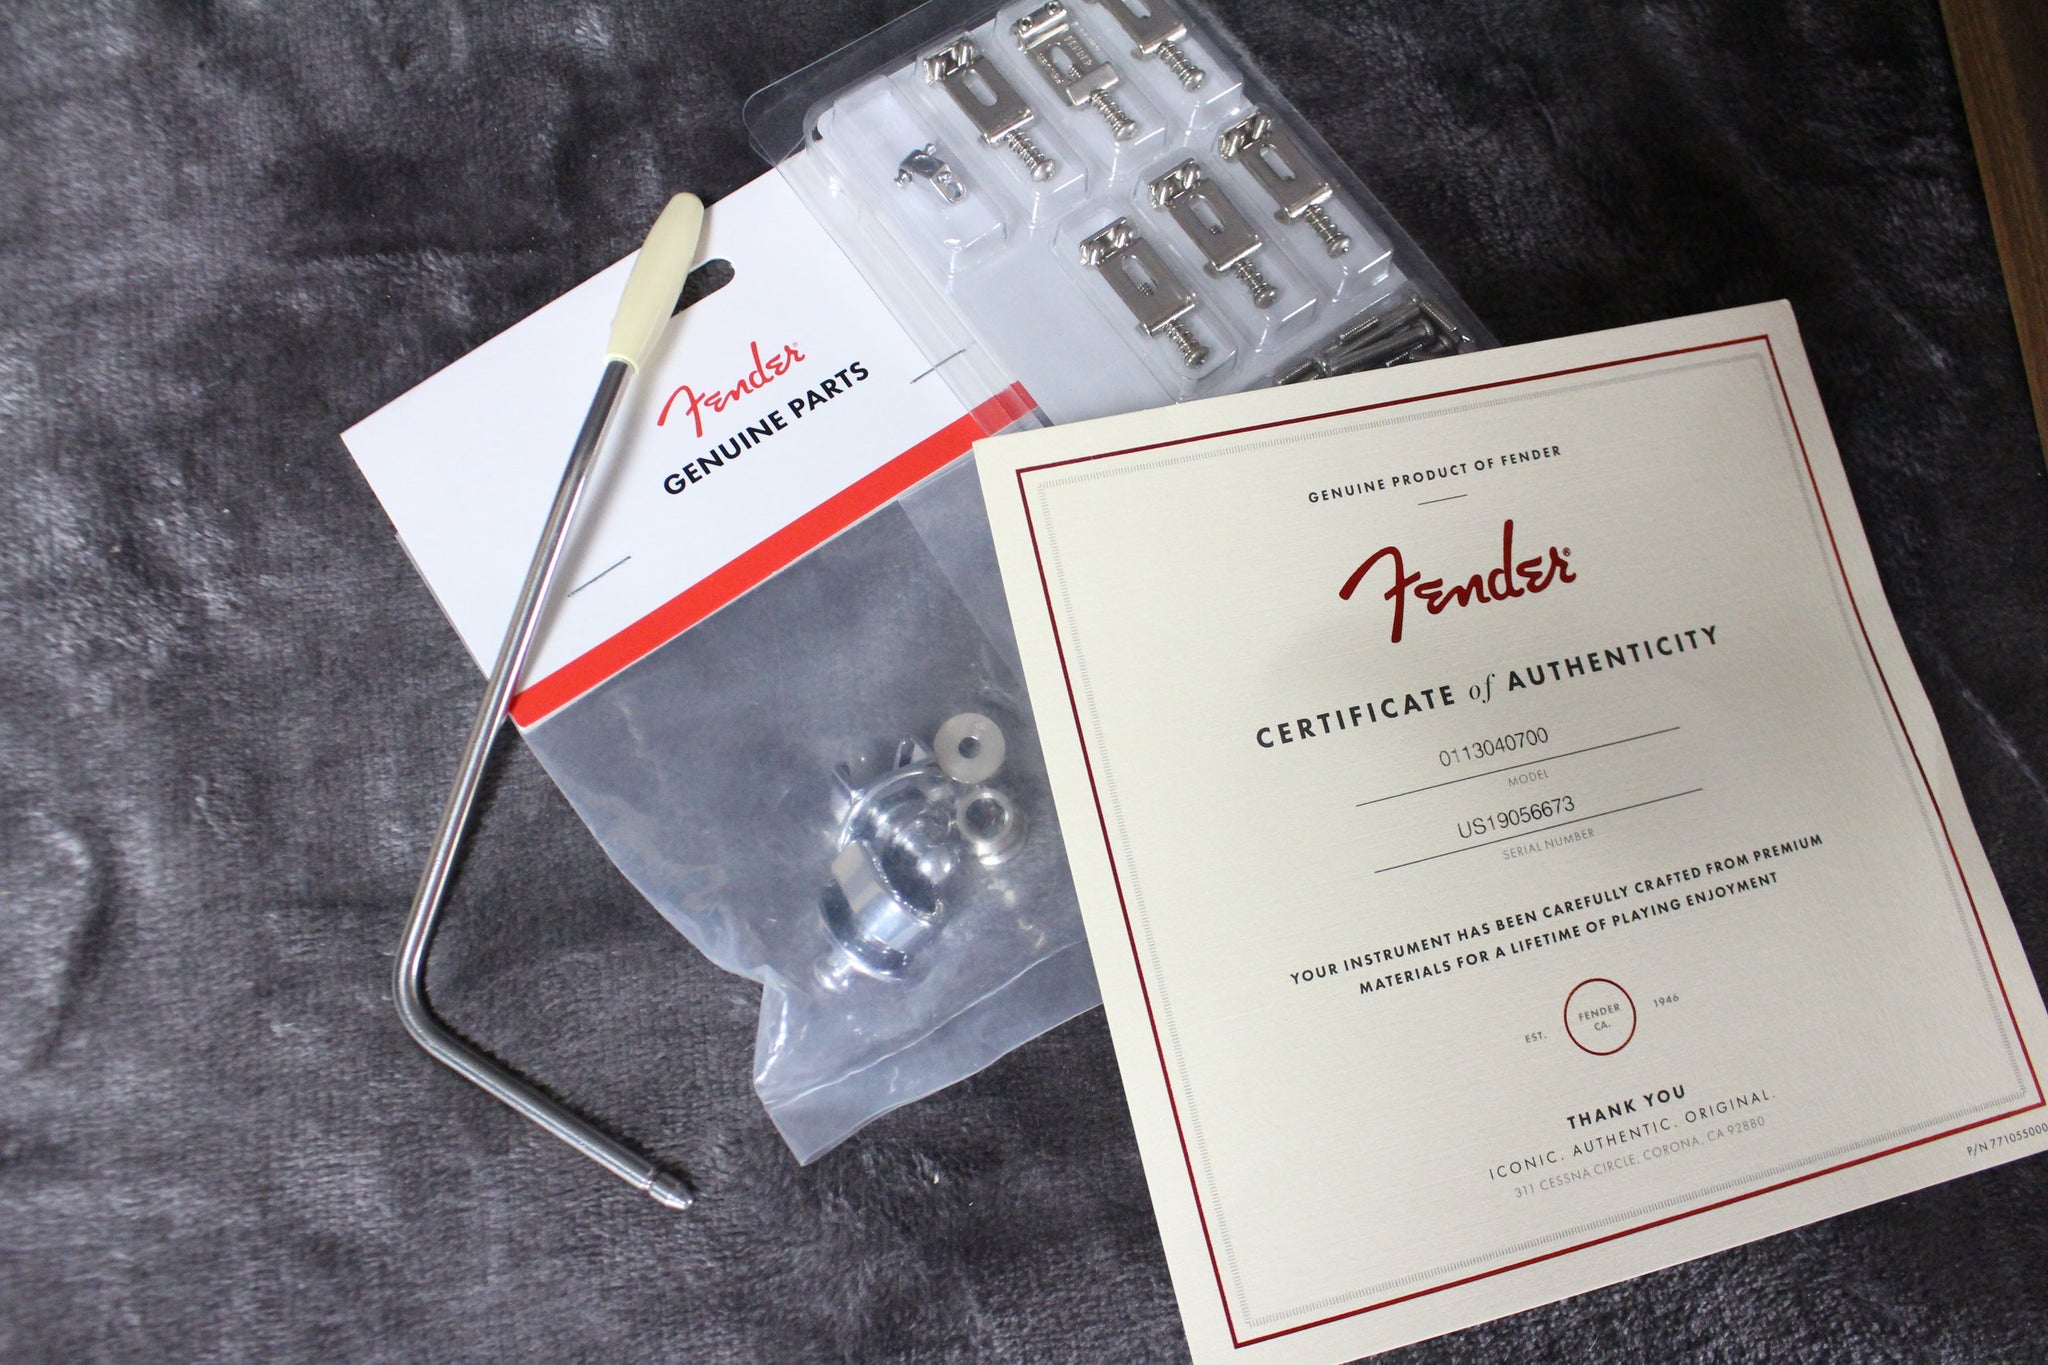 Fender®
GENUINE PARTS
GENUINE PRODUCT OF FENDER
Fender®
CERTIFICATE of AUTHENTICITY
0113040700
MODEL
US19056673
SERIAL NUMBER
YOUR INSTRUMENT HAS BEEN CAREFULLY CRAFTED FROM PREMIUM
MATERIALS FOR A LIFETIME OF PLAYING ENJOYMENT
EST. FENDER CA. 1946
THANK YOU
ICONIC. AUTHENTIC. ORIGINAL.
311 CESSNA CIRCLE, CORONA, CA 92880
P/N 771055000